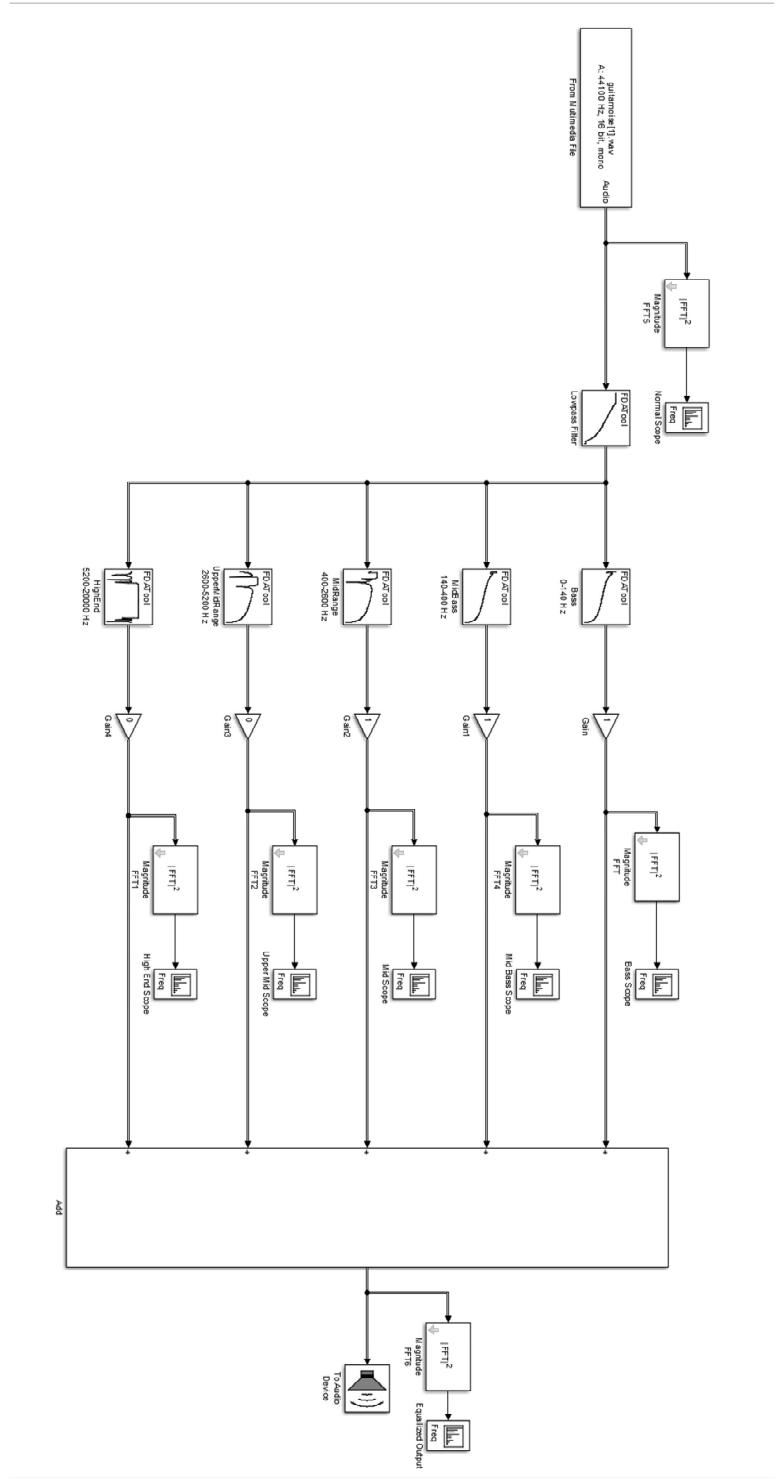 guitarnoise[1].wav
A: 44100 Hz, 16 bit, mono
Audio
From Multimedia File
|FFT|²
Magnitude
FFT5
Freq
Normal Scope
FDATool
Lowpass Filter
FDATool
Bass
0-140 Hz
1
Gain
|FFT|²
Magnitude
FFT
Freq
Bass Scope
FDATool
MidBass
140-400 Hz
1
Gain1
|FFT|²
Magnitude
FFT4
Freq
Mid Bass Scope
FDATool
MidRange
400-2600 Hz
1
Gain2
|FFT|²
Magnitude
FFT3
Freq
Mid Scope
FDATool
UpperMidRange
2600-5200 Hz
0
Gain3
|FFT|²
Magnitude
FFT2
Freq
Upper Mid Scope
FDATool
HighEnd
5200-20000 Hz
0
Gain4
|FFT|²
Magnitude
FFT1
Freq
High End Scope
+
+
+
+
+
Add
|FFT|²
Magnitude
FFT6
Freq
Equalized Output
To Audio
Device